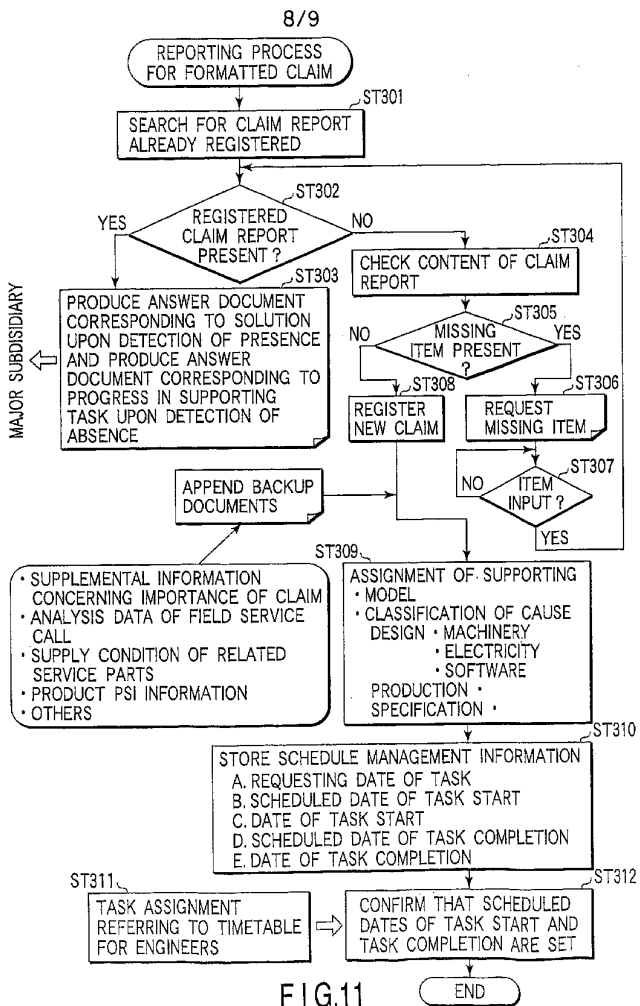 8/9
REPORTING PROCESS
FOR FORMATTED CLAIM
ST301
SEARCH FOR CLAIM REPORT
ALREADY REGISTERED
ST302
YES
REGISTERED
CLAIM REPORT
PRESENT ?
NO
ST303
MAJOR SUBDISIDIARY
PRODUCE ANSWER DOCUMENT
CORRESPONDING TO SOLUTION
UPON DETECTION OF PRESENCE
AND PRODUCE ANSWER
DOCUMENT CORRESPONDING TO
PROGRESS IN SUPPORTING
TASK UPON DETECTION OF
ABSENCE
ST304
CHECK CONTENT OF CLAIM
REPORT
ST305
NO
MISSING
ITEM PRESENT
?
YES
ST308
REGISTER
NEW CLAIM
ST306
REQUEST
MISSING ITEM
ST307
NO
ITEM
INPUT ?
YES
APPEND BACKUP
DOCUMENTS
• SUPPLEMENTAL INFORMATION
CONCERNING IMPORTANCE OF CLAIM
• ANALYSIS DATA OF FIELD SERVICE
CALL
• SUPPLY CONDITION OF RELATED
SERVICE PARTS
• PRODUCT PSI INFORMATION
• OTHERS
ST309
ASSIGNMENT OF SUPPORTING
• MODEL
• CLASSIFICATION OF CAUSE
DESIGN • MACHINERY
• ELECTRICITY
• SOFTWARE
PRODUCTION •
SPECIFICATION •
ST310
STORE SCHEDULE MANAGEMENT INFORMATION
A. REQUESTING DATE OF TASK
B. SCHEDULED DATE OF TASK START
C. DATE OF TASK START
D. SCHEDULED DATE OF TASK COMPLETION
E. DATE OF TASK COMPLETION
ST311
TASK ASSIGNMENT
REFERRING TO TIMETABLE
FOR ENGINEERS
ST312
CONFIRM THAT SCHEDULED
DATES OF TASK START AND
TASK COMPLETION ARE SET
END
FIG.11